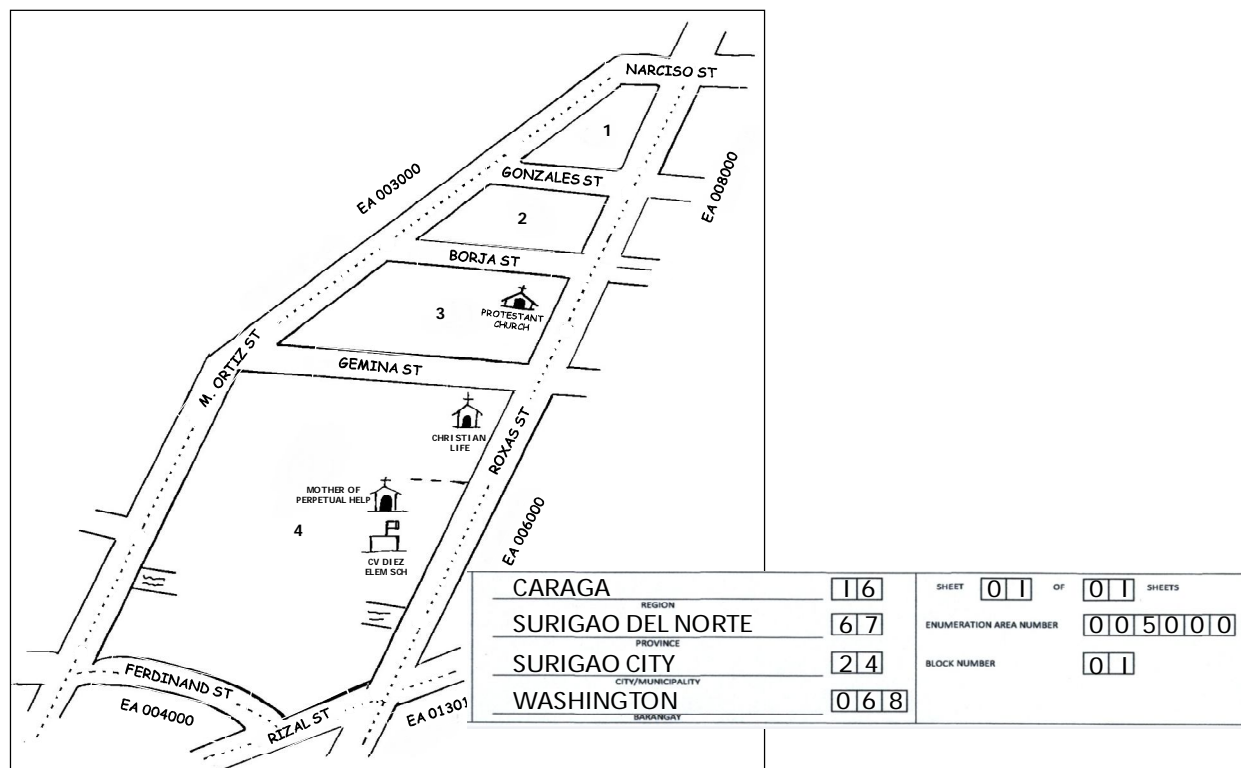 NARCISO ST
1
GONZALES ST
EA 003000
EA 008000
2
BORJA ST
3
PROTESTANT
CHURCH
M. ORTIZ ST
GEMINA ST
CHRISTIAN
LIFE
ROXAS ST
MOTHER OF
PERPETUAL HELP
4
CV DIEZ
ELEM SCH
EA 006000
FERDINAND ST
EA 004000
RIZAL ST
EA 01301
CARAGA 16
REGION
SURIGAO DEL NORTE 67
PROVINCE
SURIGAO CITY 24
CITY/MUNICIPALITY
WASHINGTON 068
BARANGAY
SHEET 01 OF 01 SHEETS
ENUMERATION AREA NUMBER 005000
BLOCK NUMBER 01